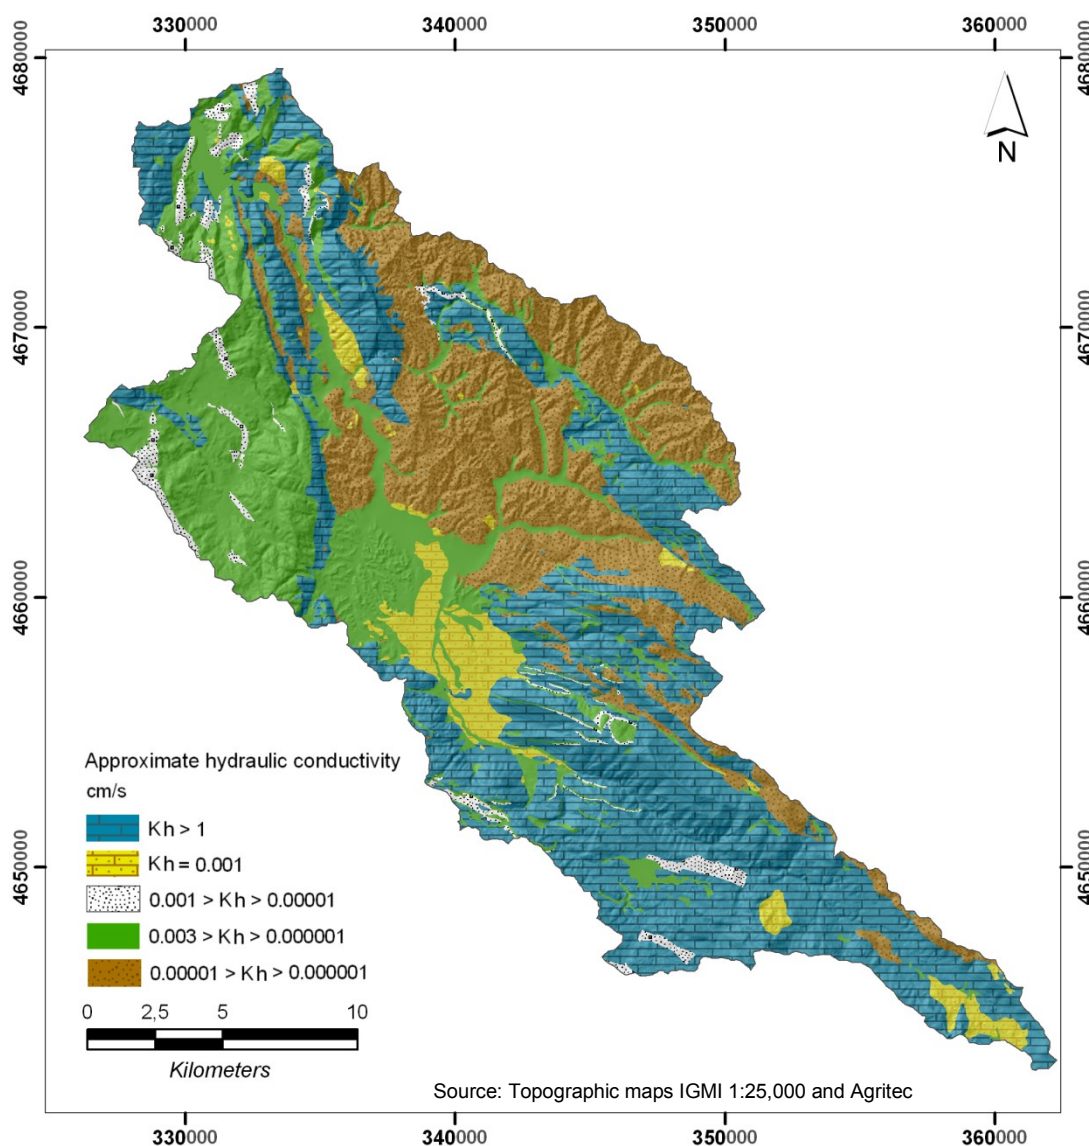 330000 340000 350000 360000
4680000 4680000
N
4670000 4670000
4660000 4660000
Approximate hydraulic conductivity
cm/s
Kh > 1
Kh = 0.001
0.001 > Kh > 0.00001
0.003 > Kh > 0.000001
0.00001 > Kh > 0.000001
4650000 4650000
0 2,5 5 10
Kilometers
Source: Topographic maps IGMI 1:25,000 and Agritec
330000 340000 350000 360000